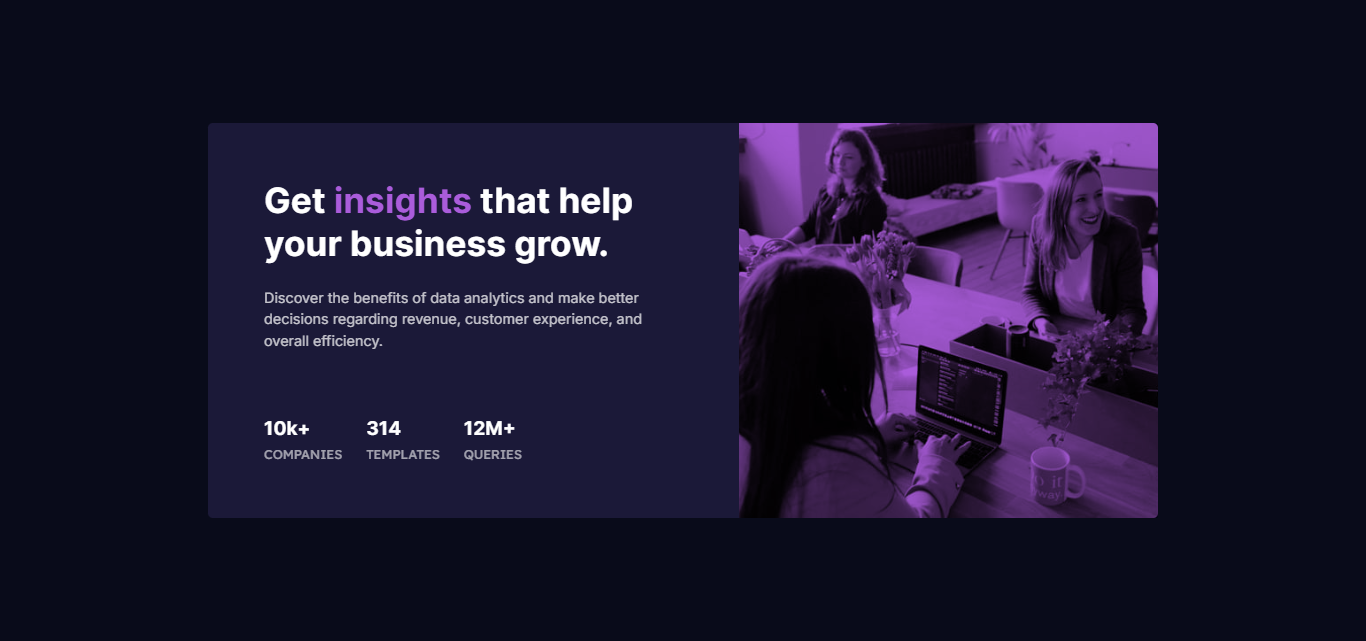 Get insights that help
your business grow.
Discover the benefits of data analytics and make better
decisions regarding revenue, customer experience, and
overall efficiency.
10k+ 314 12M+
COMPANIES TEMPLATES QUERIES
way